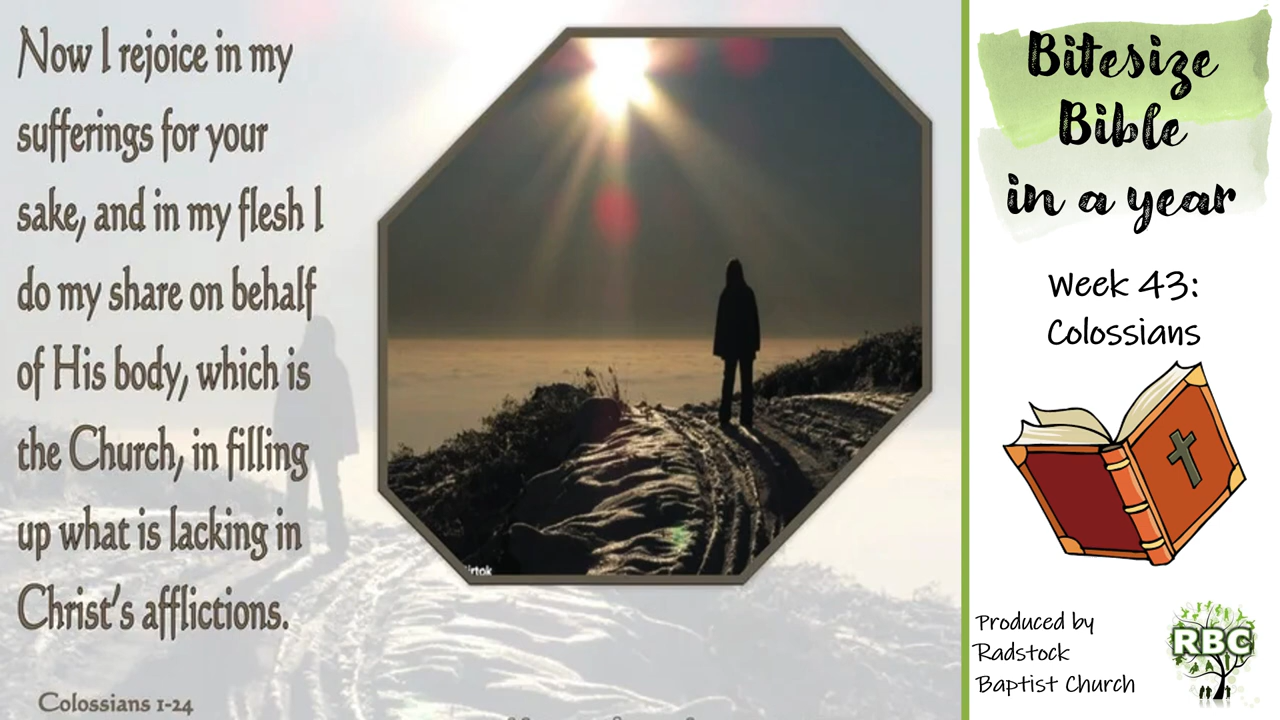 Now I rejoice in my
sufferings for your
sake, and in my flesh I
do my share on behalf
of His body, which is
the Church, in filling
up what is lacking in
Christ's afflictions.
Colossians 1-24
Bitesize
Bible
in a year
Week 43:
Colossians
Produced by
Radstock
Baptist Church
RBC